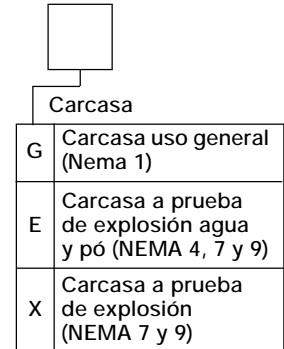 Carcasa
G
Carcasa uso general
(Nema 1)
E
Carcasa a prueba
de explosión agua
y pó (NEMA 4, 7 y 9)
X
Carcasa a prueba
de explosión
(NEMA 7 y 9)